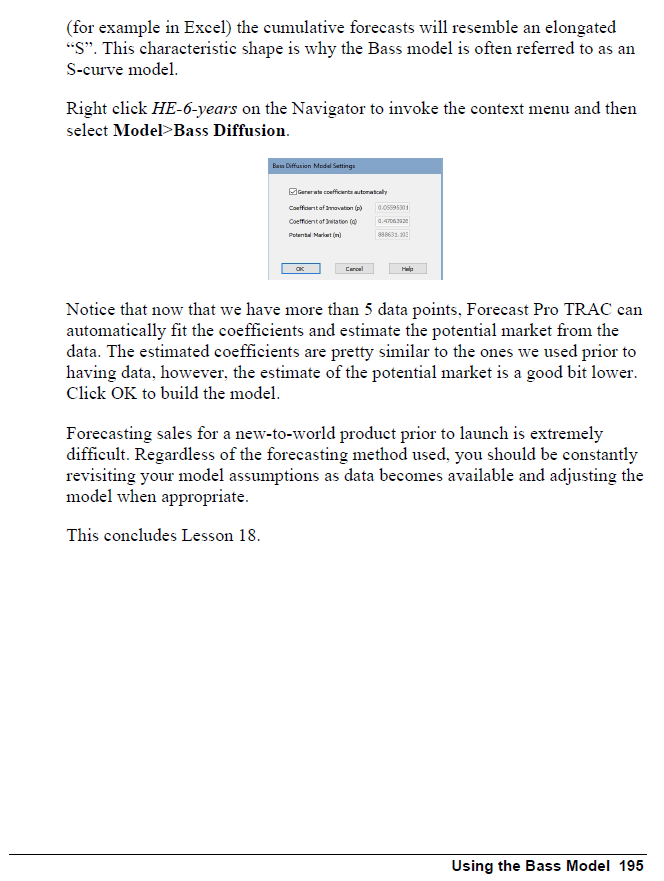 (for example in Excel) the cumulative forecasts will resemble an elongated
“S”. This characteristic shape is why the Bass model is often referred to as an
S-curve model.
Right click HE-6-years on the Navigator to invoke the context menu and then
select Model>Bass Diffusion.
Bass Diffusion Model Settings
Generate coefficients automatically
Coefficient of Innovation (p)
Coefficient of Imitation (q)
Potential Market (m)
OK Cancel Help
Notice that now that we have more than 5 data points, Forecast Pro TRAC can
automatically fit the coefficients and estimate the potential market from the
data. The estimated coefficients are pretty similar to the ones we used prior to
having data, however, the estimate of the potential market is a good bit lower.
Click OK to build the model.
Forecasting sales for a new-to-world product prior to launch is extremely
difficult. Regardless of the forecasting method used, you should be constantly
revisiting your model assumptions as data becomes available and adjusting the
model when appropriate.
This concludes Lesson 18.
Using the Bass Model 195